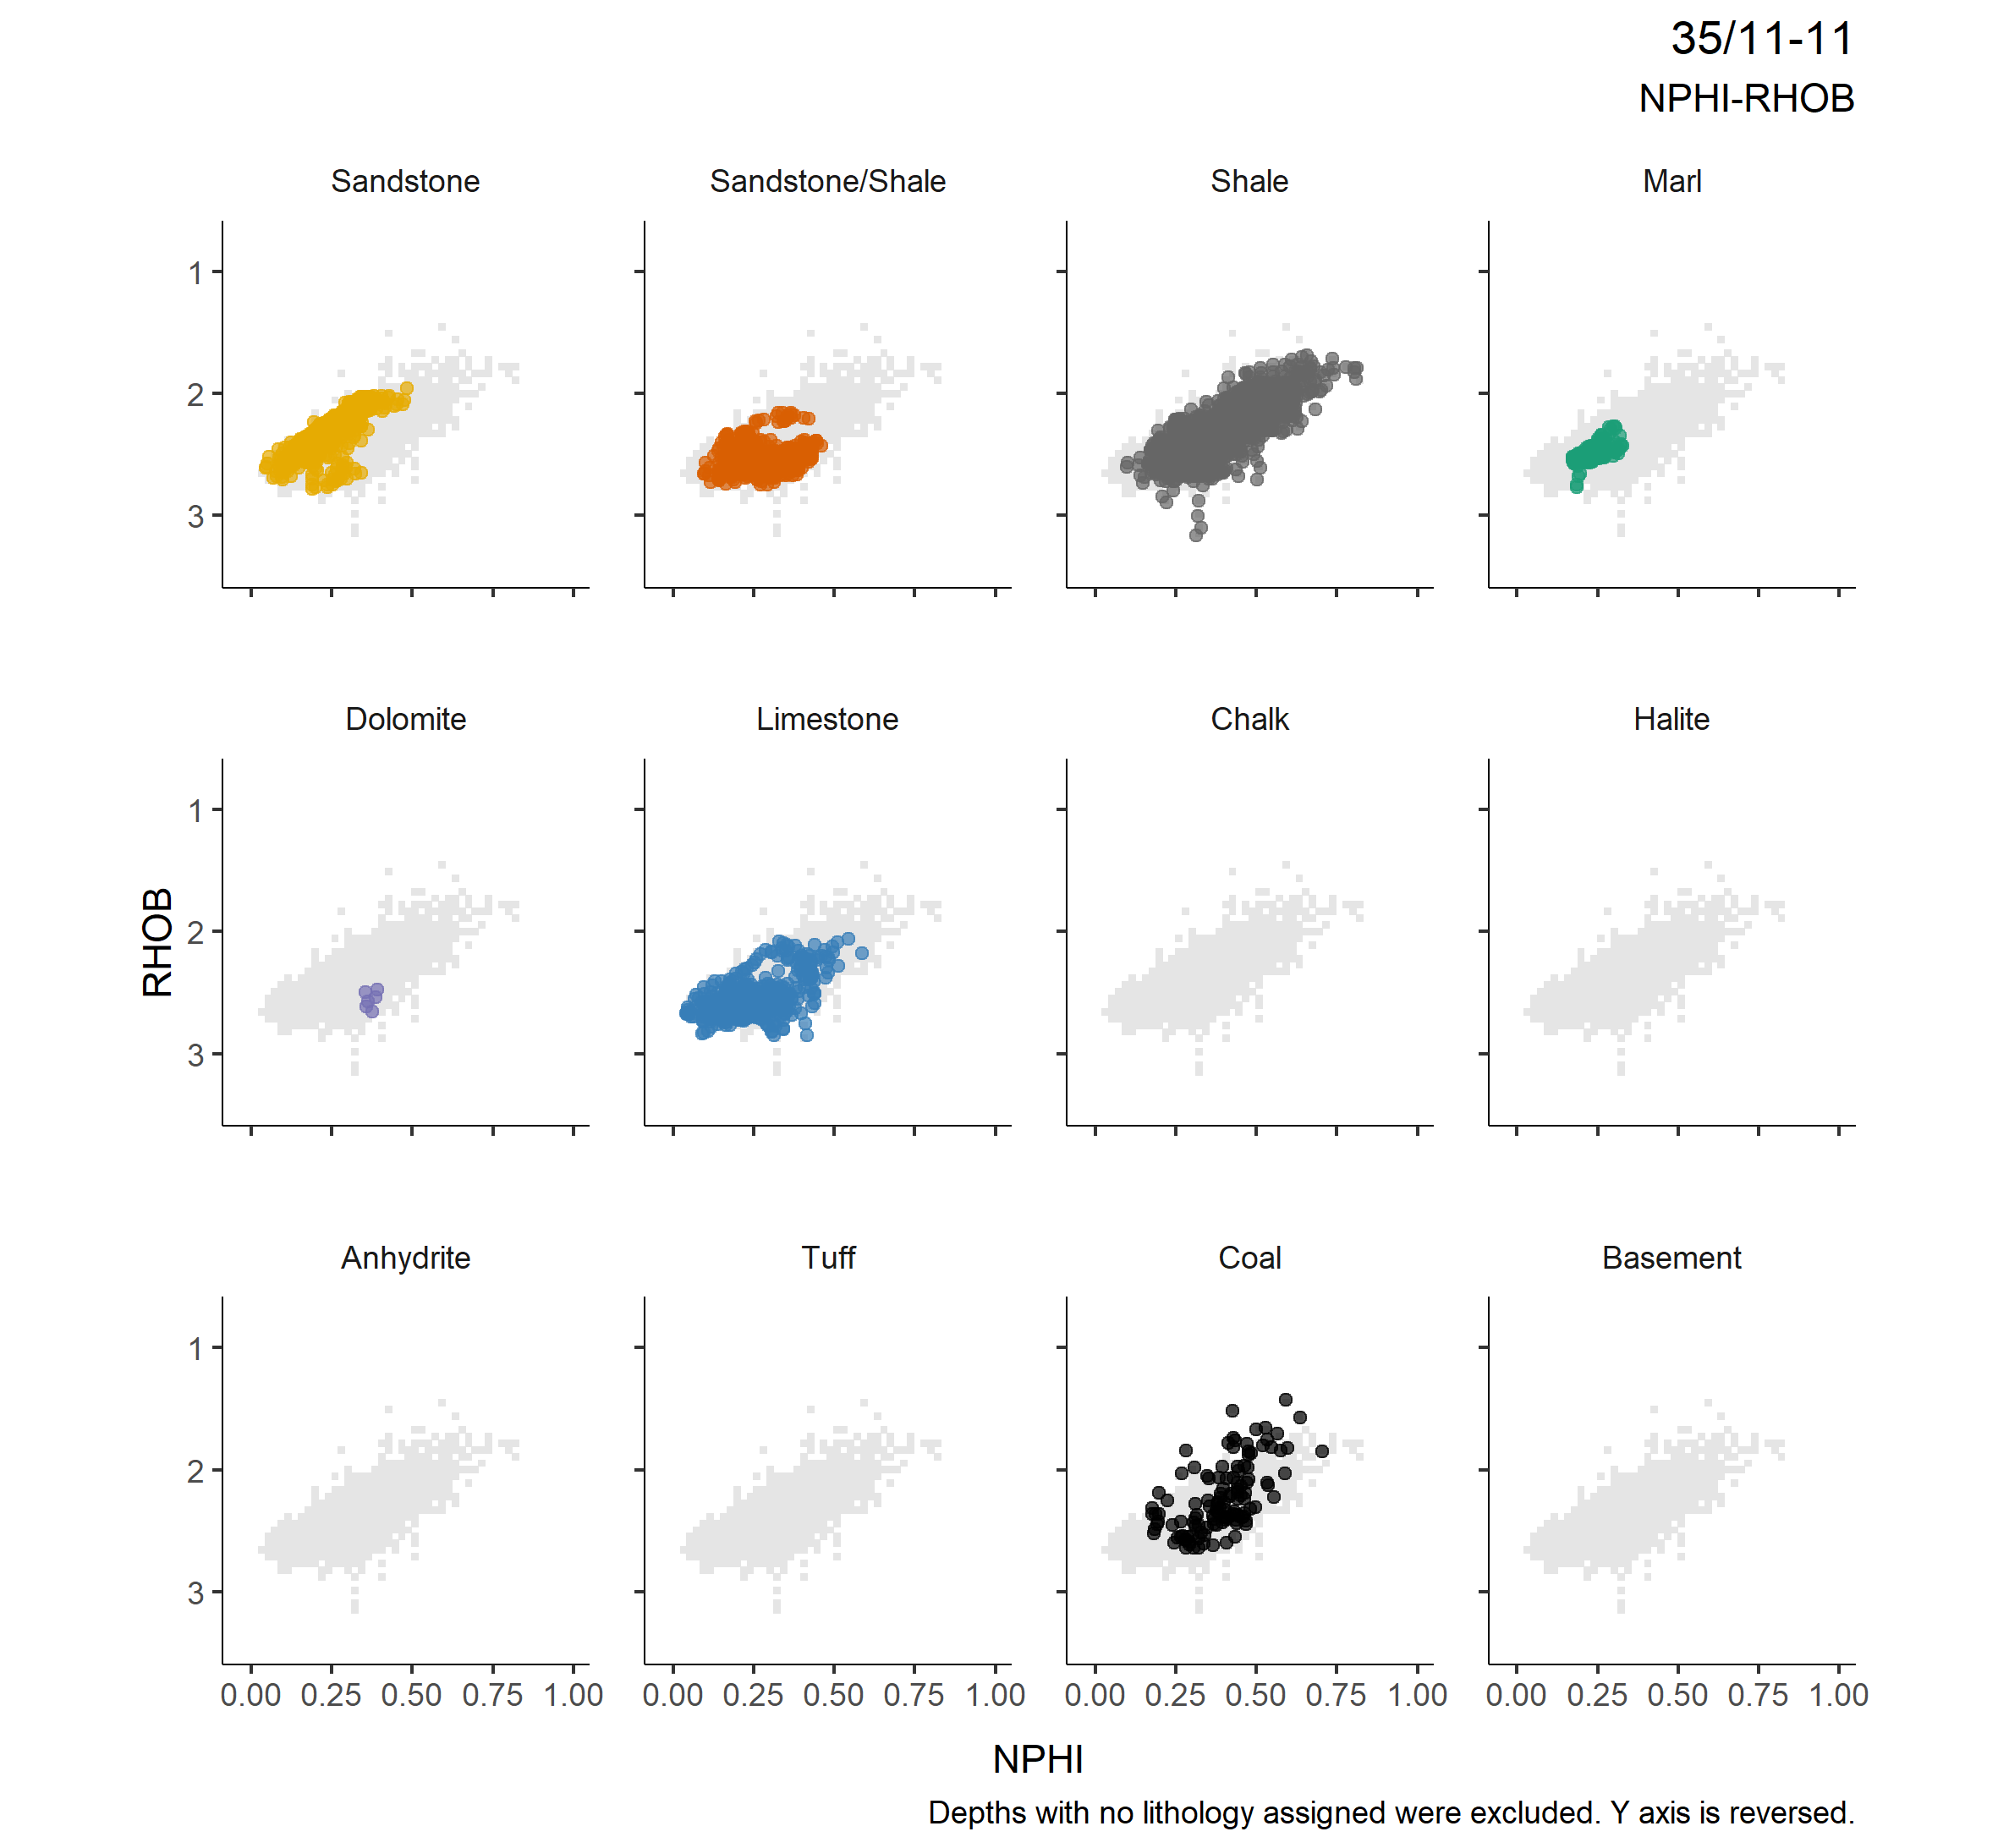 35/11-11
NPHI-RHOB
Sandstone Sandstone/Shale Shale Marl
1
2
3
Dolomite Limestone Chalk Halite
RHOB
1
2
3
Anhydrite Tuff Coal Basement
1
2
3
0.00 0.25 0.50 0.75 1.00 0.00 0.25 0.50 0.75 1.00 0.00 0.25 0.50 0.75 1.00 0.00 0.25 0.50 0.75 1.00
NPHI
Depths with no lithology assigned were excluded. Y axis is reversed.